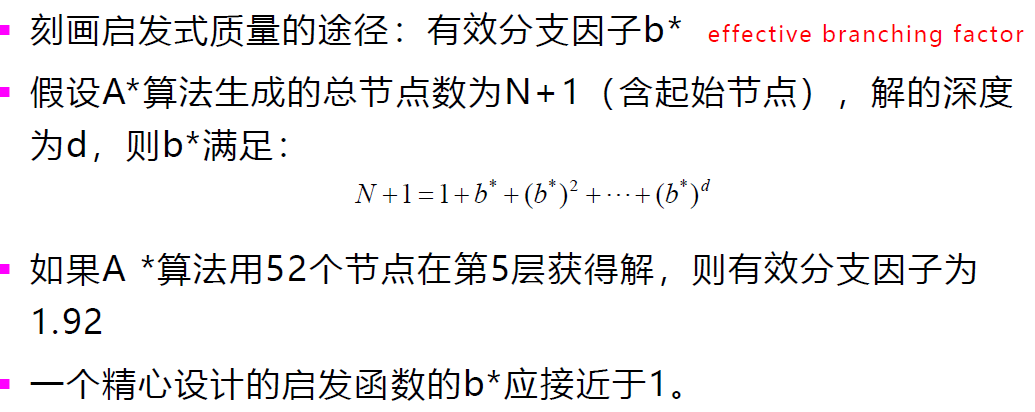 刻画启发式质量的途径：有效分支因子b* effective branching factor
假设A*算法生成的总节点数为N+1（含起始节点），解的深度
为d，则b*满足：
N+1=1+b*+(b*)²+⋯+(b*)ᵈ
如果A *算法用52个节点在第5层获得解，则有效分支因子为
1.92
一个精心设计的启发函数的b*应接近于1。